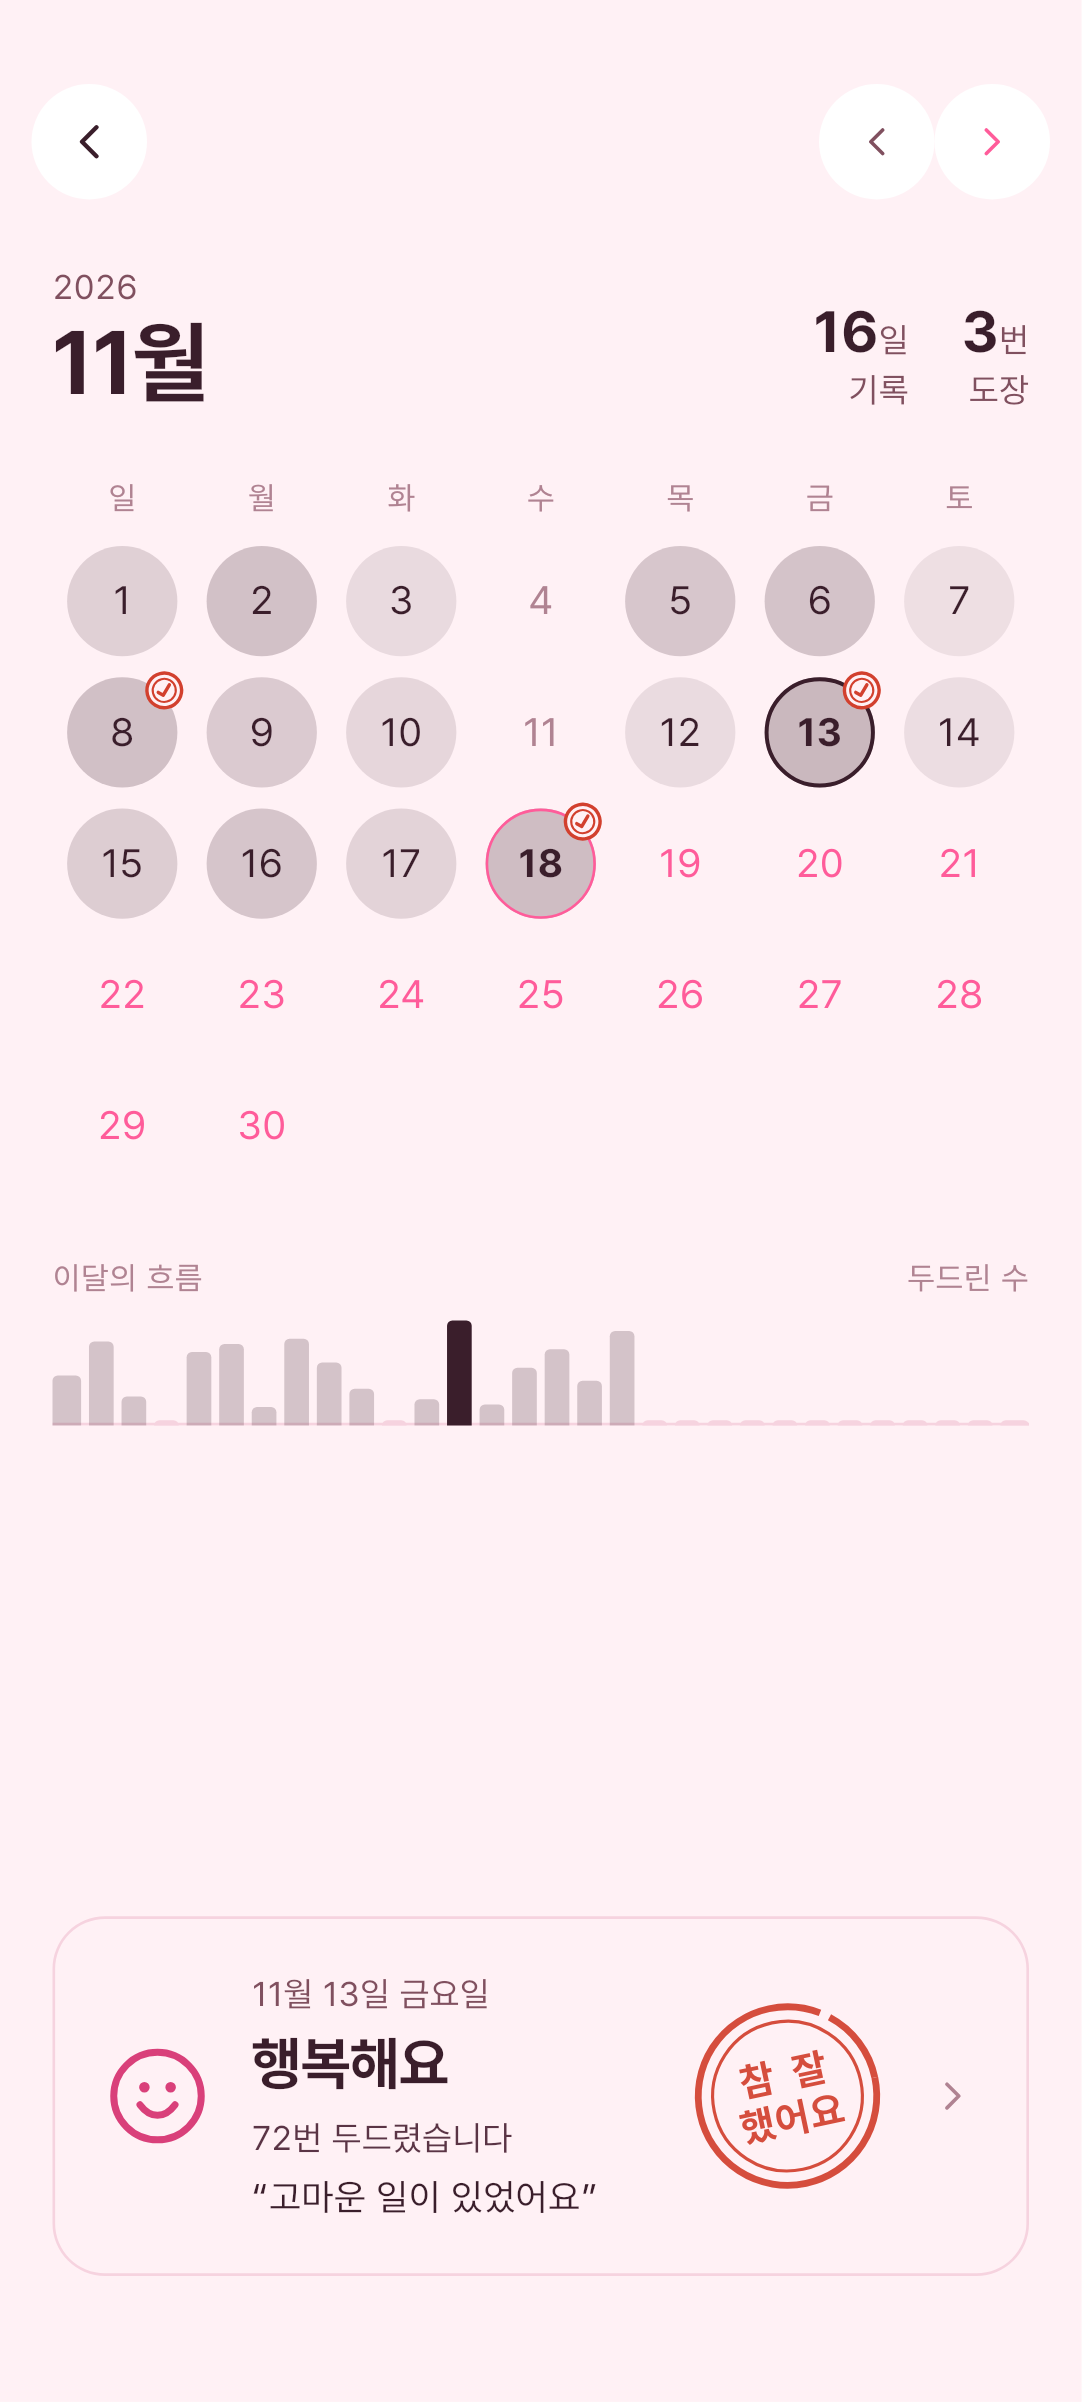 2026
11월
16일 3번
기록 도장
일 월 화 수 목 금 토
1 2 3 4 5 6 7
8 9 10 11 12 13 14
15 16 17 18 19 20 21
22 23 24 25 26 27 28
29 30
이달의 흐름 두드린 수
11월 13일 금요일
행복해요
72번 두드렸습니다
“고마운 일이 있었어요”
참 잘
했어요